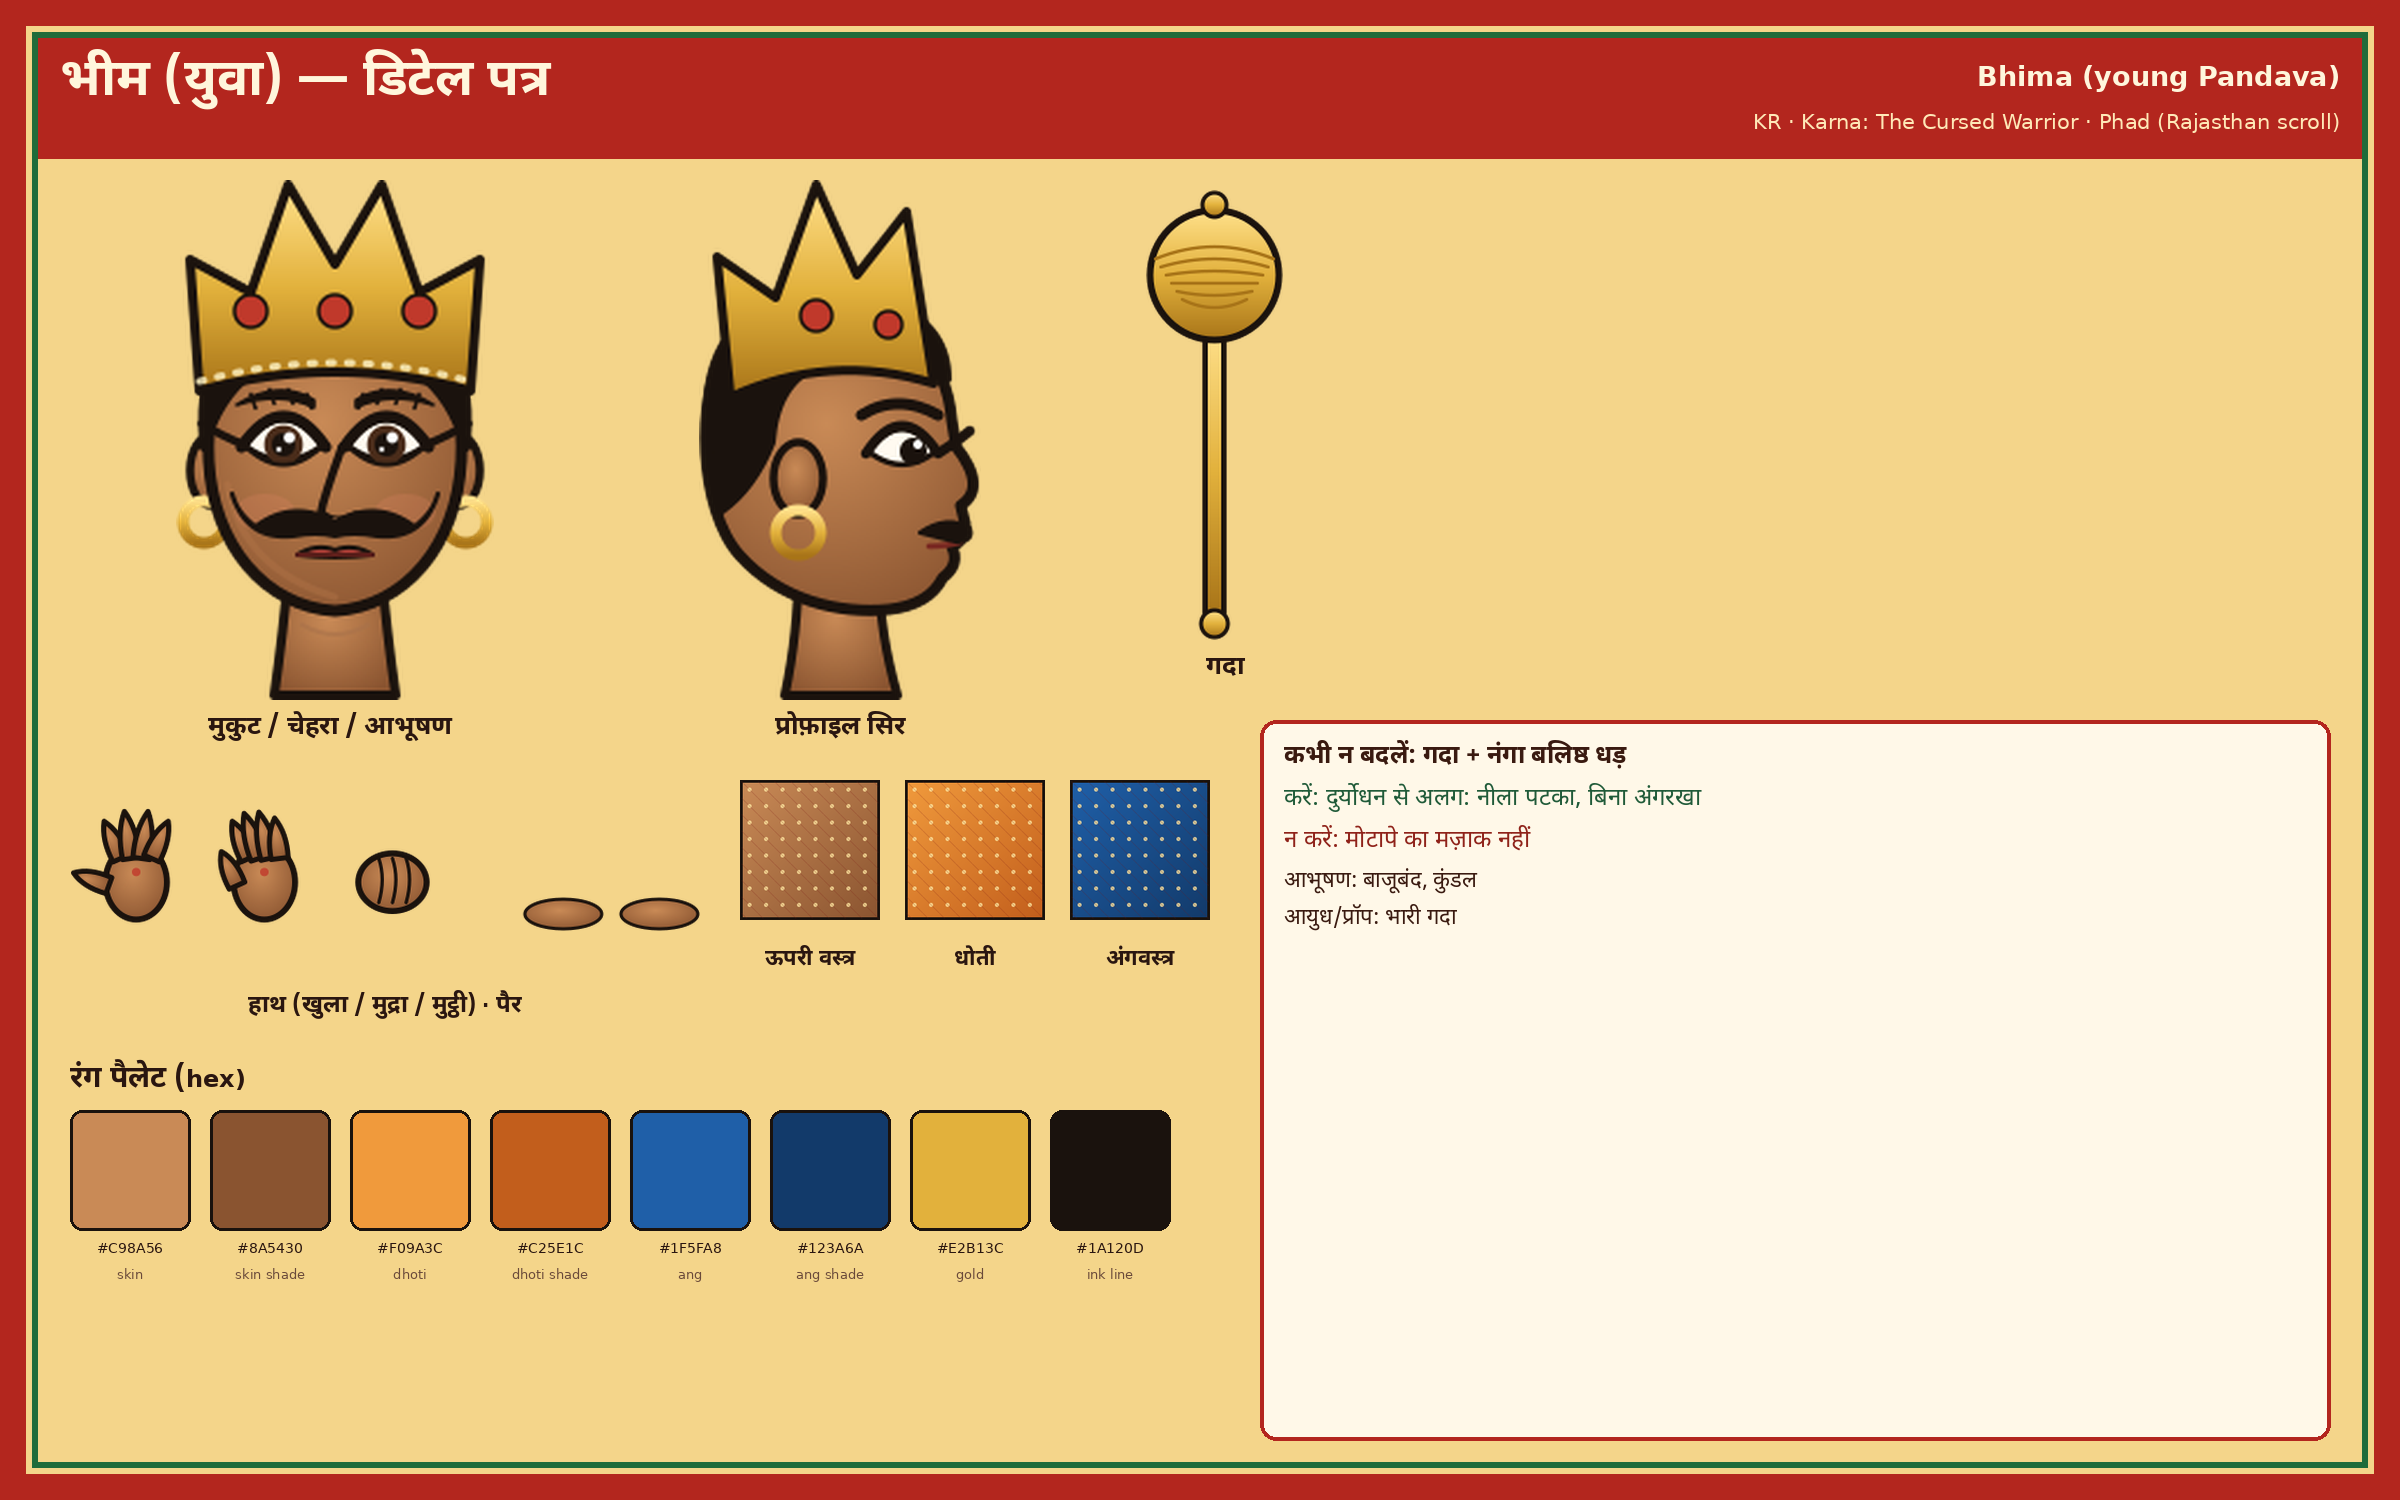 भीम (युवा) — डिटेल पत्र
Bhima (young Pandava)
KR · Karna: The Cursed Warrior · Phad (Rajasthan scroll)
गदा
मुकुट / चेहरा / आभूषण
प्रोफ़ाइल सिर
कभी न बदलें: गदा + नंगा बलिष्ठ धड़
करें: दुर्योधन से अलग: नीला पटका, बिना अंगरखा
न करें: मोटापे का मज़ाक नहीं
आभूषण: बाजूबंद, कुंडल
आयुध/प्रॉप: भारी गदा
ऊपरी वस्त्र
धोती
अंगवस्त्र
हाथ (खुला / मुद्रा / मुट्ठी) · पैर
रंग पैलेट (hex)
#C98A56
#8A5430
#F09A3C
#C25E1C
#1F5FA8
#123A6A
#E2B13C
#1A120D
skin
skin shade
dhoti
dhoti shade
ang
ang shade
gold
ink line